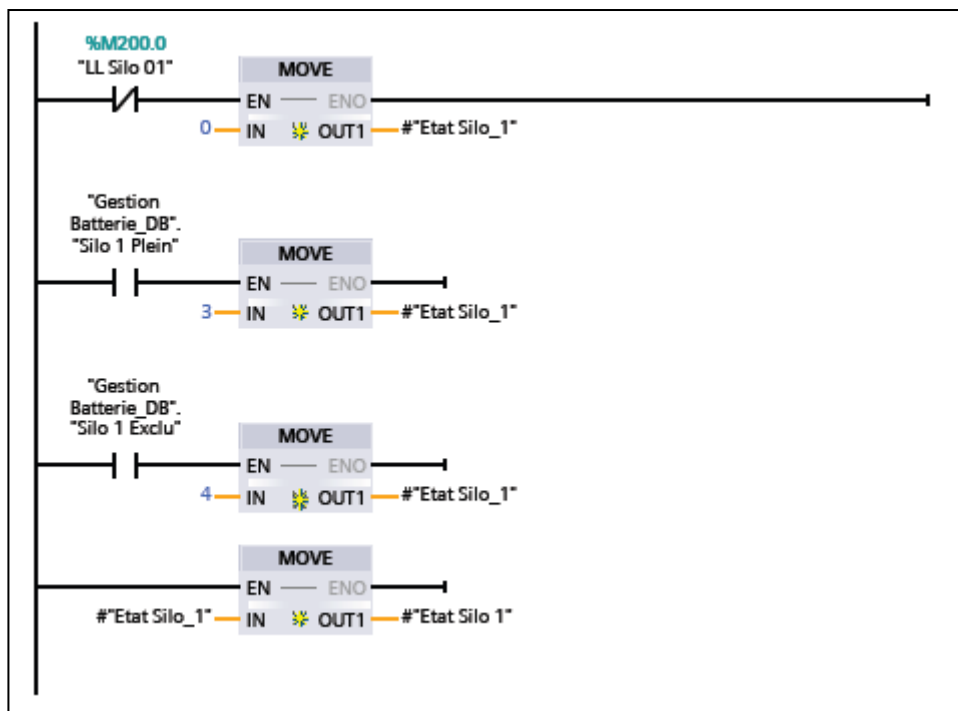 %M200.0
"LL Silo 01"
MOVE
EN ENO
0 IN OUT1 #"Etat Silo_1"
"Gestion
Batterie_DB".
"Silo 1 Plein"
MOVE
EN ENO
3 IN OUT1 #"Etat Silo_1"
"Gestion
Batterie_DB".
"Silo 1 Exclu"
MOVE
EN ENO
4 IN OUT1 #"Etat Silo_1"
MOVE
EN ENO
#"Etat Silo_1" IN OUT1 #"Etat Silo 1"